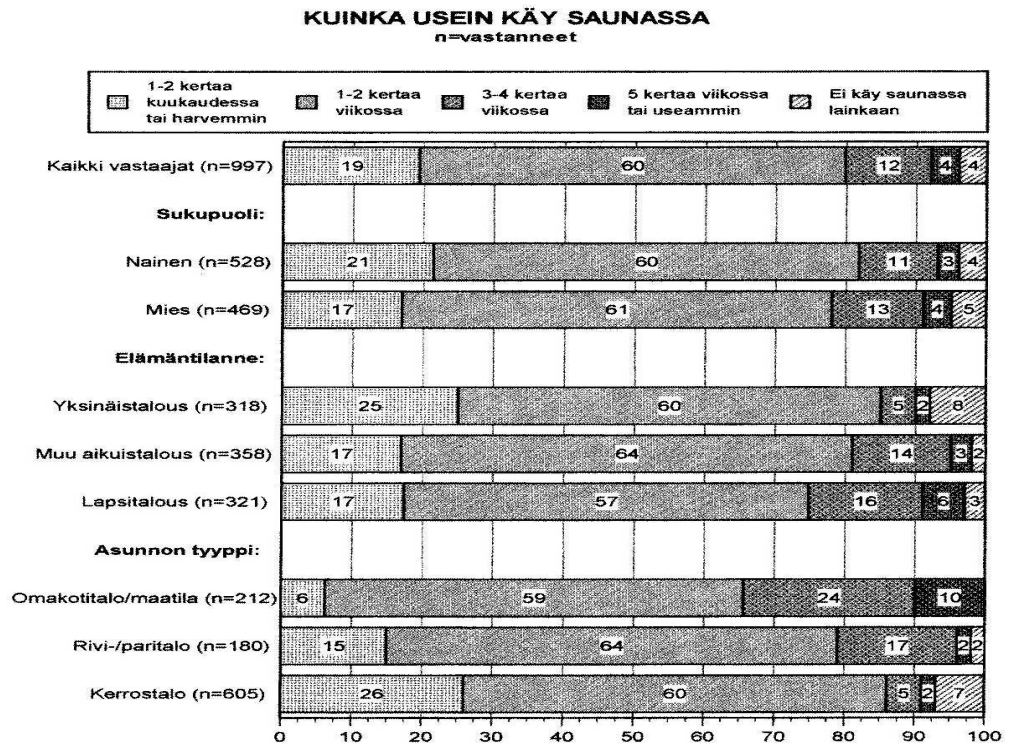 KUINKA USEIN KÄY SAUNASSA
n=vastanneet
1-2 kertaa
kuukaudessa
tai harvemmin
1-2 kertaa
viikossa
3-4 kertaa
viikossa
5 kertaa viikossa
tai useammin
Ei käy saunassa
lainkaan
Kaikki vastaajat (n=997) 19 60 12 4 4
Sukupuoli:
Nainen (n=528) 21 60 11 3 4
Mies (n=469) 17 61 13 4 5
Elämäntilanne:
Yksinäistalous (n=318) 25 60 5 2 8
Muu aikuistalous (n=358) 17 64 14 3 2
Lapsitalous (n=321) 17 57 16 6 3
Asunnon tyyppi:
Omakotitalo/maatila (n=212) 6 59 24 10
Rivi-/paritalo (n=180) 15 64 17 2 2
Kerrostalo (n=605) 26 60 5 2 7
0 10 20 30 40 50 60 70 80 90 100